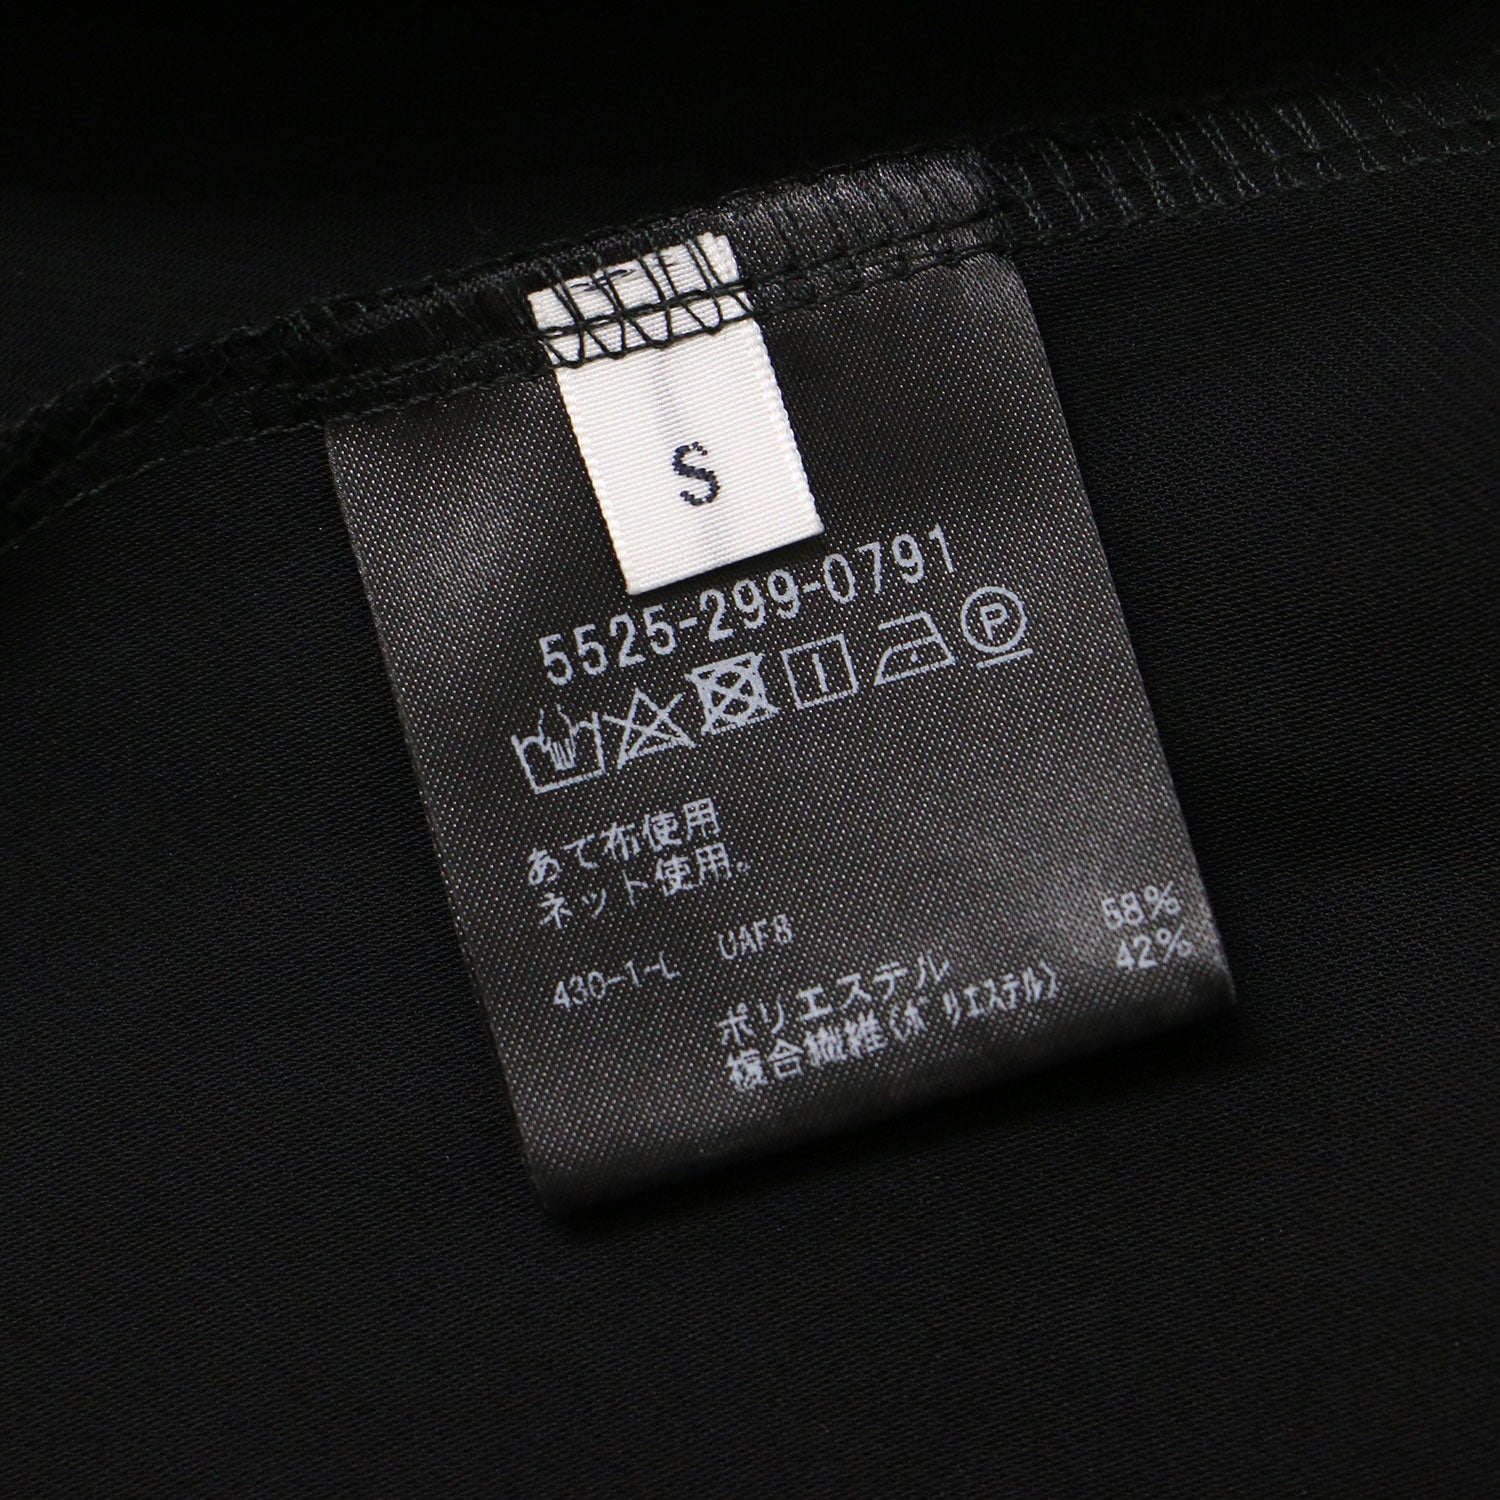 S
5525-299-0791
P
あて布使用
ネット使用。
430-1-L UAF8
ポリエステル 58%
複合繊維(ポリエステル) 42%